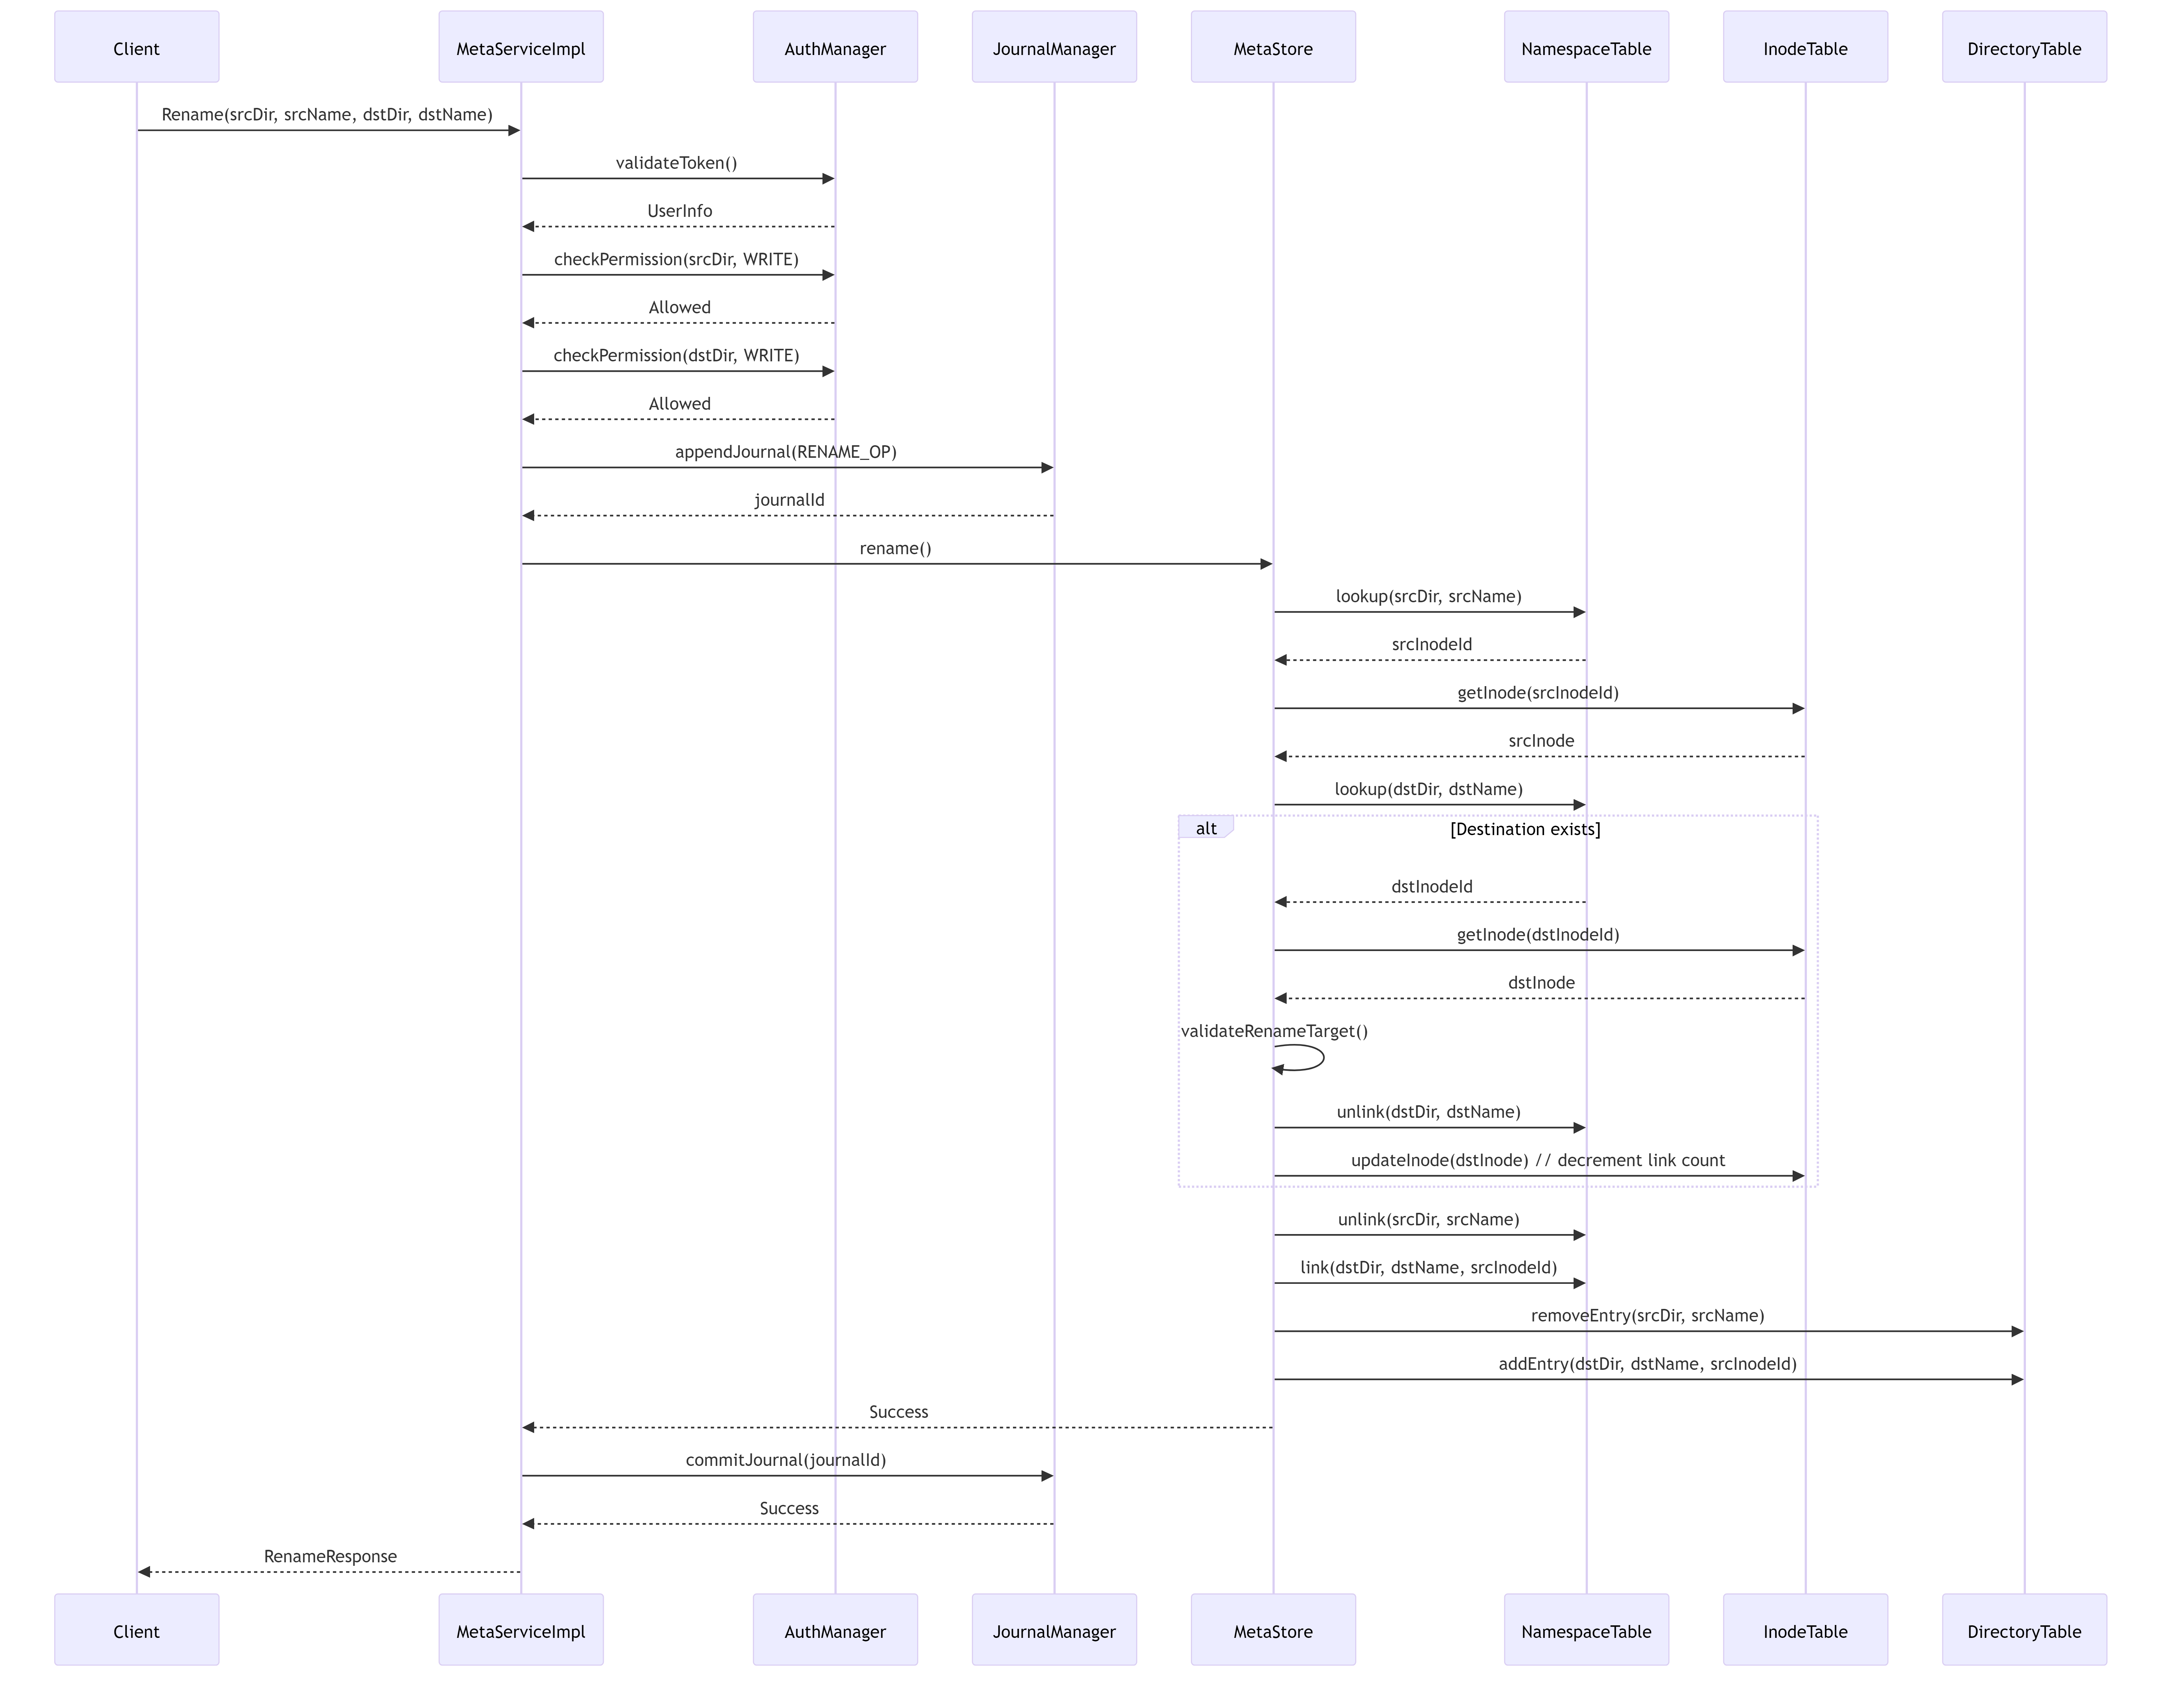 Client
MetaServiceImpl
AuthManager
JournalManager
MetaStore
NamespaceTable
InodeTable
DirectoryTable
Rename(srcDir, srcName, dstDir, dstName)
validateToken()
UserInfo
checkPermission(srcDir, WRITE)
Allowed
checkPermission(dstDir, WRITE)
Allowed
appendJournal(RENAME_OP)
journalId
rename()
lookup(srcDir, srcName)
srcInodeId
getInode(srcInodeId)
srcInode
lookup(dstDir, dstName)
alt
[Destination exists]
dstInodeId
getInode(dstInodeId)
dstInode
validateRenameTarget()
unlink(dstDir, dstName)
updateInode(dstInode) // decrement link count
unlink(srcDir, srcName)
link(dstDir, dstName, srcInodeId)
removeEntry(srcDir, srcName)
addEntry(dstDir, dstName, srcInodeId)
Success
commitJournal(journalId)
Success
RenameResponse
Client
MetaServiceImpl
AuthManager
JournalManager
MetaStore
NamespaceTable
InodeTable
DirectoryTable